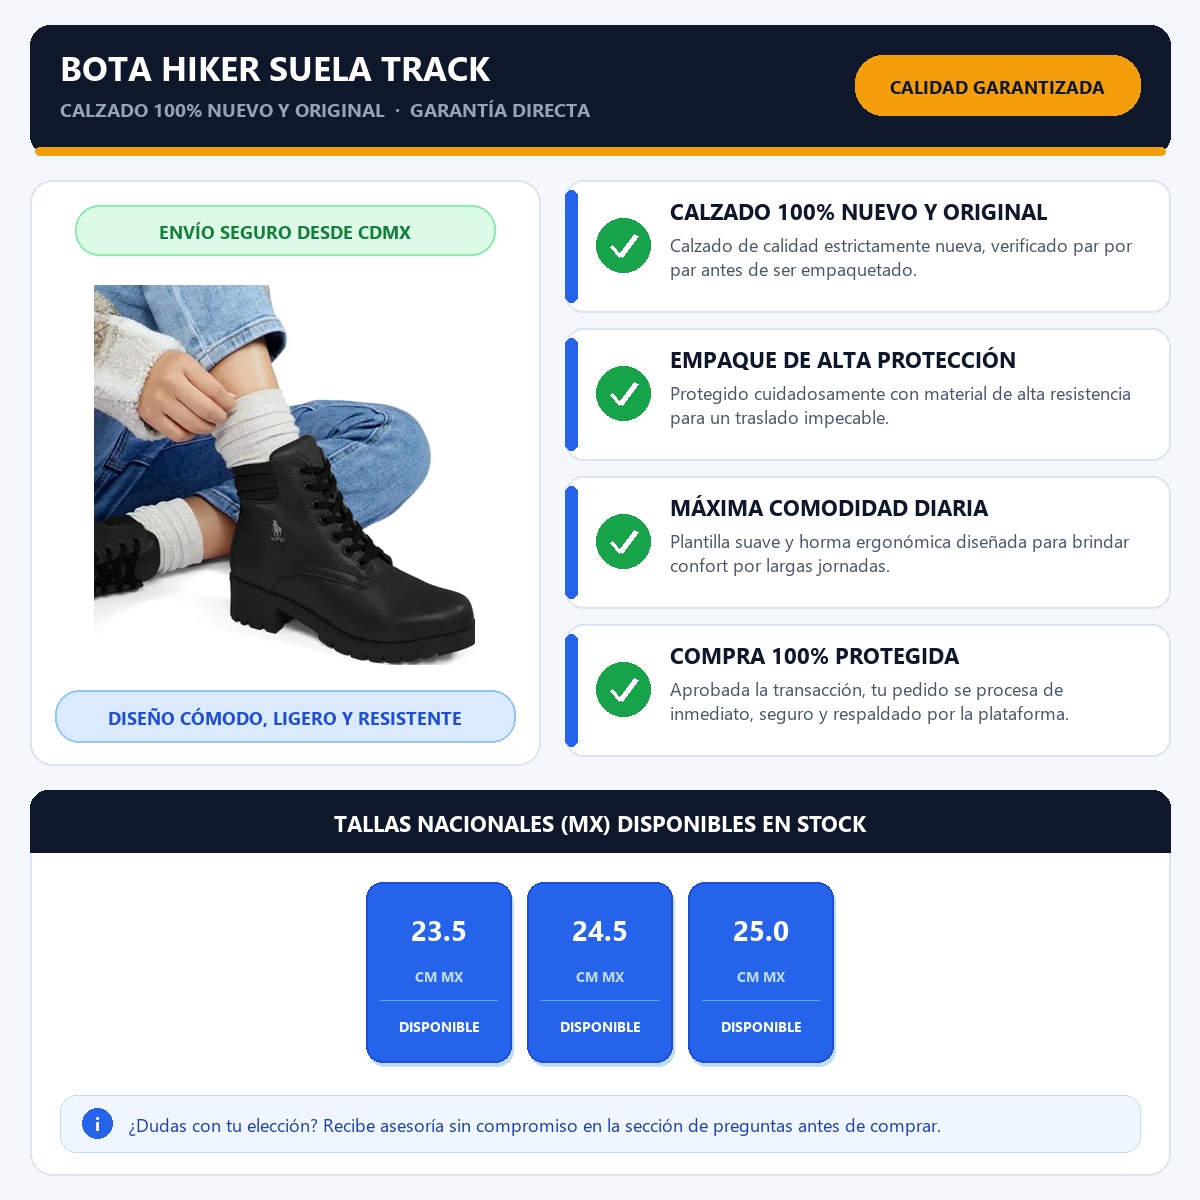 BOTA HIKER SUELA TRACK
CALZADO 100% NUEVO Y ORIGINAL · GARANTÍA DIRECTA
CALIDAD GARANTIZADA
ENVÍO SEGURO DESDE CDMX
DISEÑO CÓMODO, LIGERO Y RESISTENTE
CALZADO 100% NUEVO Y ORIGINAL
Calzado de calidad estrictamente nueva, verificado par por
par antes de ser empaquetado.
EMPAQUE DE ALTA PROTECCIÓN
Protegido cuidadosamente con material de alta resistencia
para un traslado impecable.
MÁXIMA COMODIDAD DIARIA
Plantilla suave y horma ergonómica diseñada para brindar
confort por largas jornadas.
COMPRA 100% PROTEGIDA
Aprobada la transacción, tu pedido se procesa de
inmediato, seguro y respaldado por la plataforma.
TALLAS NACIONALES (MX) DISPONIBLES EN STOCK
23.5
CM MX
DISPONIBLE
24.5
CM MX
DISPONIBLE
25.0
CM MX
DISPONIBLE
¿Dudas con tu elección? Recibe asesoría sin compromiso en la sección de preguntas antes de comprar.